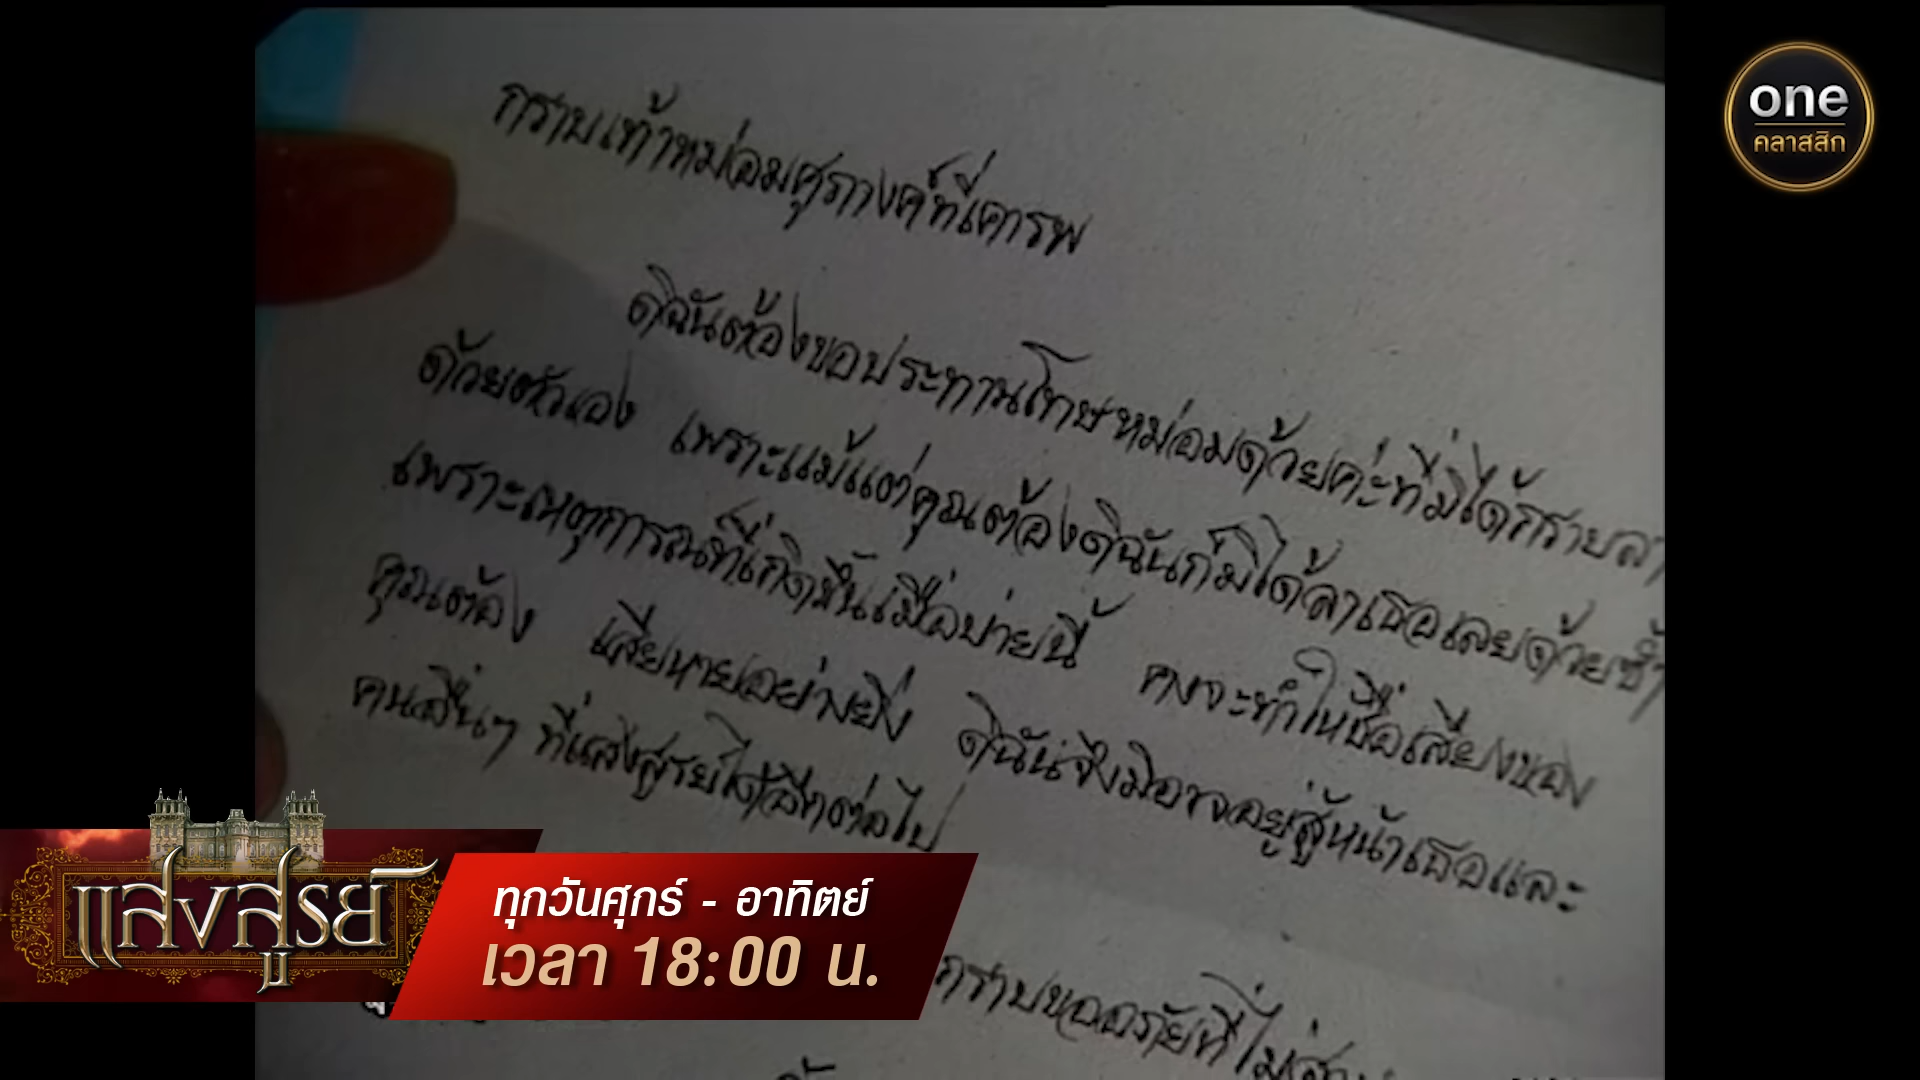 one
คลาสสิก
กราบเท้าหม่อมศุภางค์ที่เคารพ
ดิฉันต้องขอประทานโทษหม่อมด้วยค่ะที่มิได้กราบลา
ด้วยตัวเอง เพราะแม้แต่คุณต้องดิฉันก็มิได้ลาเธอเลยด้วยซ้ำ
เพราะเหตุการณ์ที่เกิดขึ้นเมื่อบ่ายนี้ คงจะทำให้ชื่อเสียงของ
คุณต้อง เสียหายอย่างยิ่ง ดิฉันจึงมิอาจอยู่สู้หน้าเธอและ
คนอื่นๆ ที่แสงสูรย์ได้อีกต่อไป
กราบขออภัยที่ไม่
แสงสูรย์
ทุกวันศุกร์ - อาทิตย์
เวลา 18:00 น.